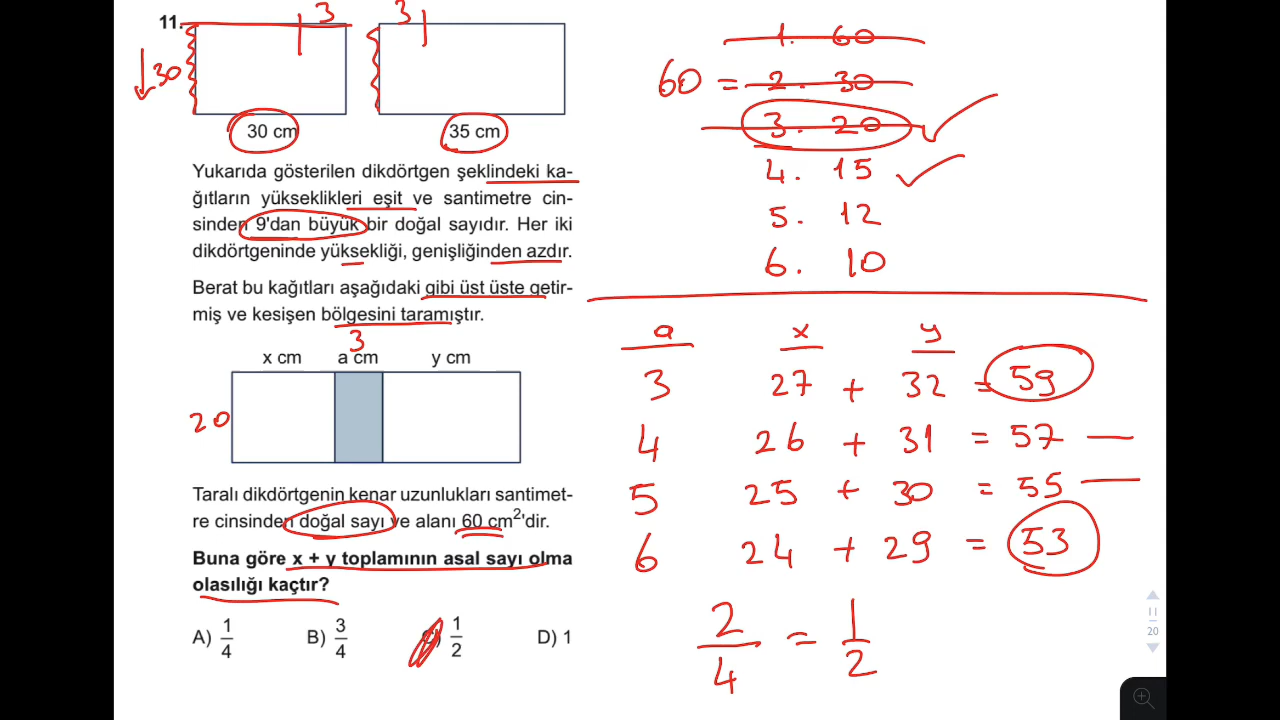 11.
3
3
30
30 cm
35 cm
Yukarıda gösterilen dikdörtgen şeklindeki ka-
ğıtların yükseklikleri eşit ve santimetre cin-
sinden 9'dan büyük bir doğal sayıdır. Her iki
dikdörtgeninde yüksekliği, genişliğinden azdır.
Berat bu kağıtları aşağıdaki gibi üst üste getir-
miş ve kesişen bölgesini taramıştır.
3
x cm a cm y cm
20
Taralı dikdörtgenin kenar uzunlukları santimet-
re cinsinden doğal sayı ve alanı 60 cm²'dir.
Buna göre x + y toplamının asal sayı olma
olasılığı kaçtır?
A) 1/4 B) 3/4 C) 1/2 D) 1
1. 60
60 = 2. 30
3. 20
4. 15
5. 12
6. 10
a x y
3 27 + 32 = 59
4 26 + 31 = 57
5 25 + 30 = 55
6 24 + 29 = 53
2/4 = 1/2
11
20